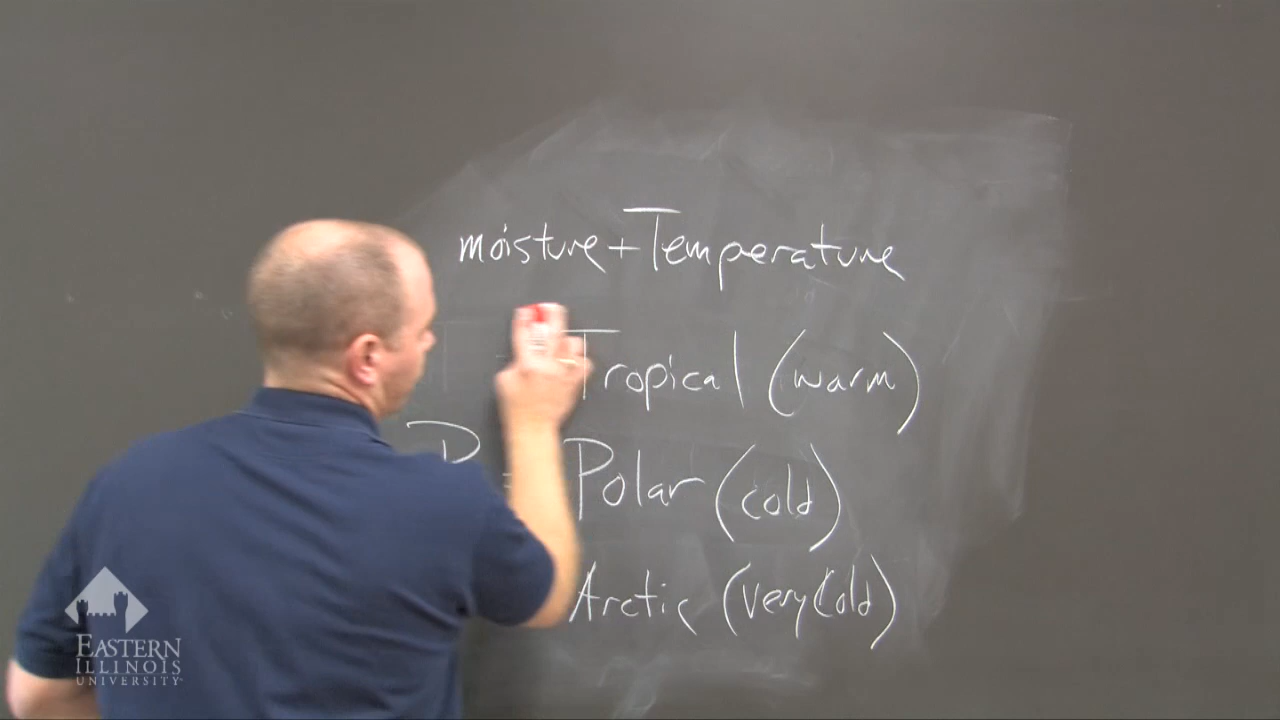 moisture + Temperature
Tropical (warm)
P = Polar (cold)
Arctic (very Cold)
EASTERN
ILLINOIS
UNIVERSITY